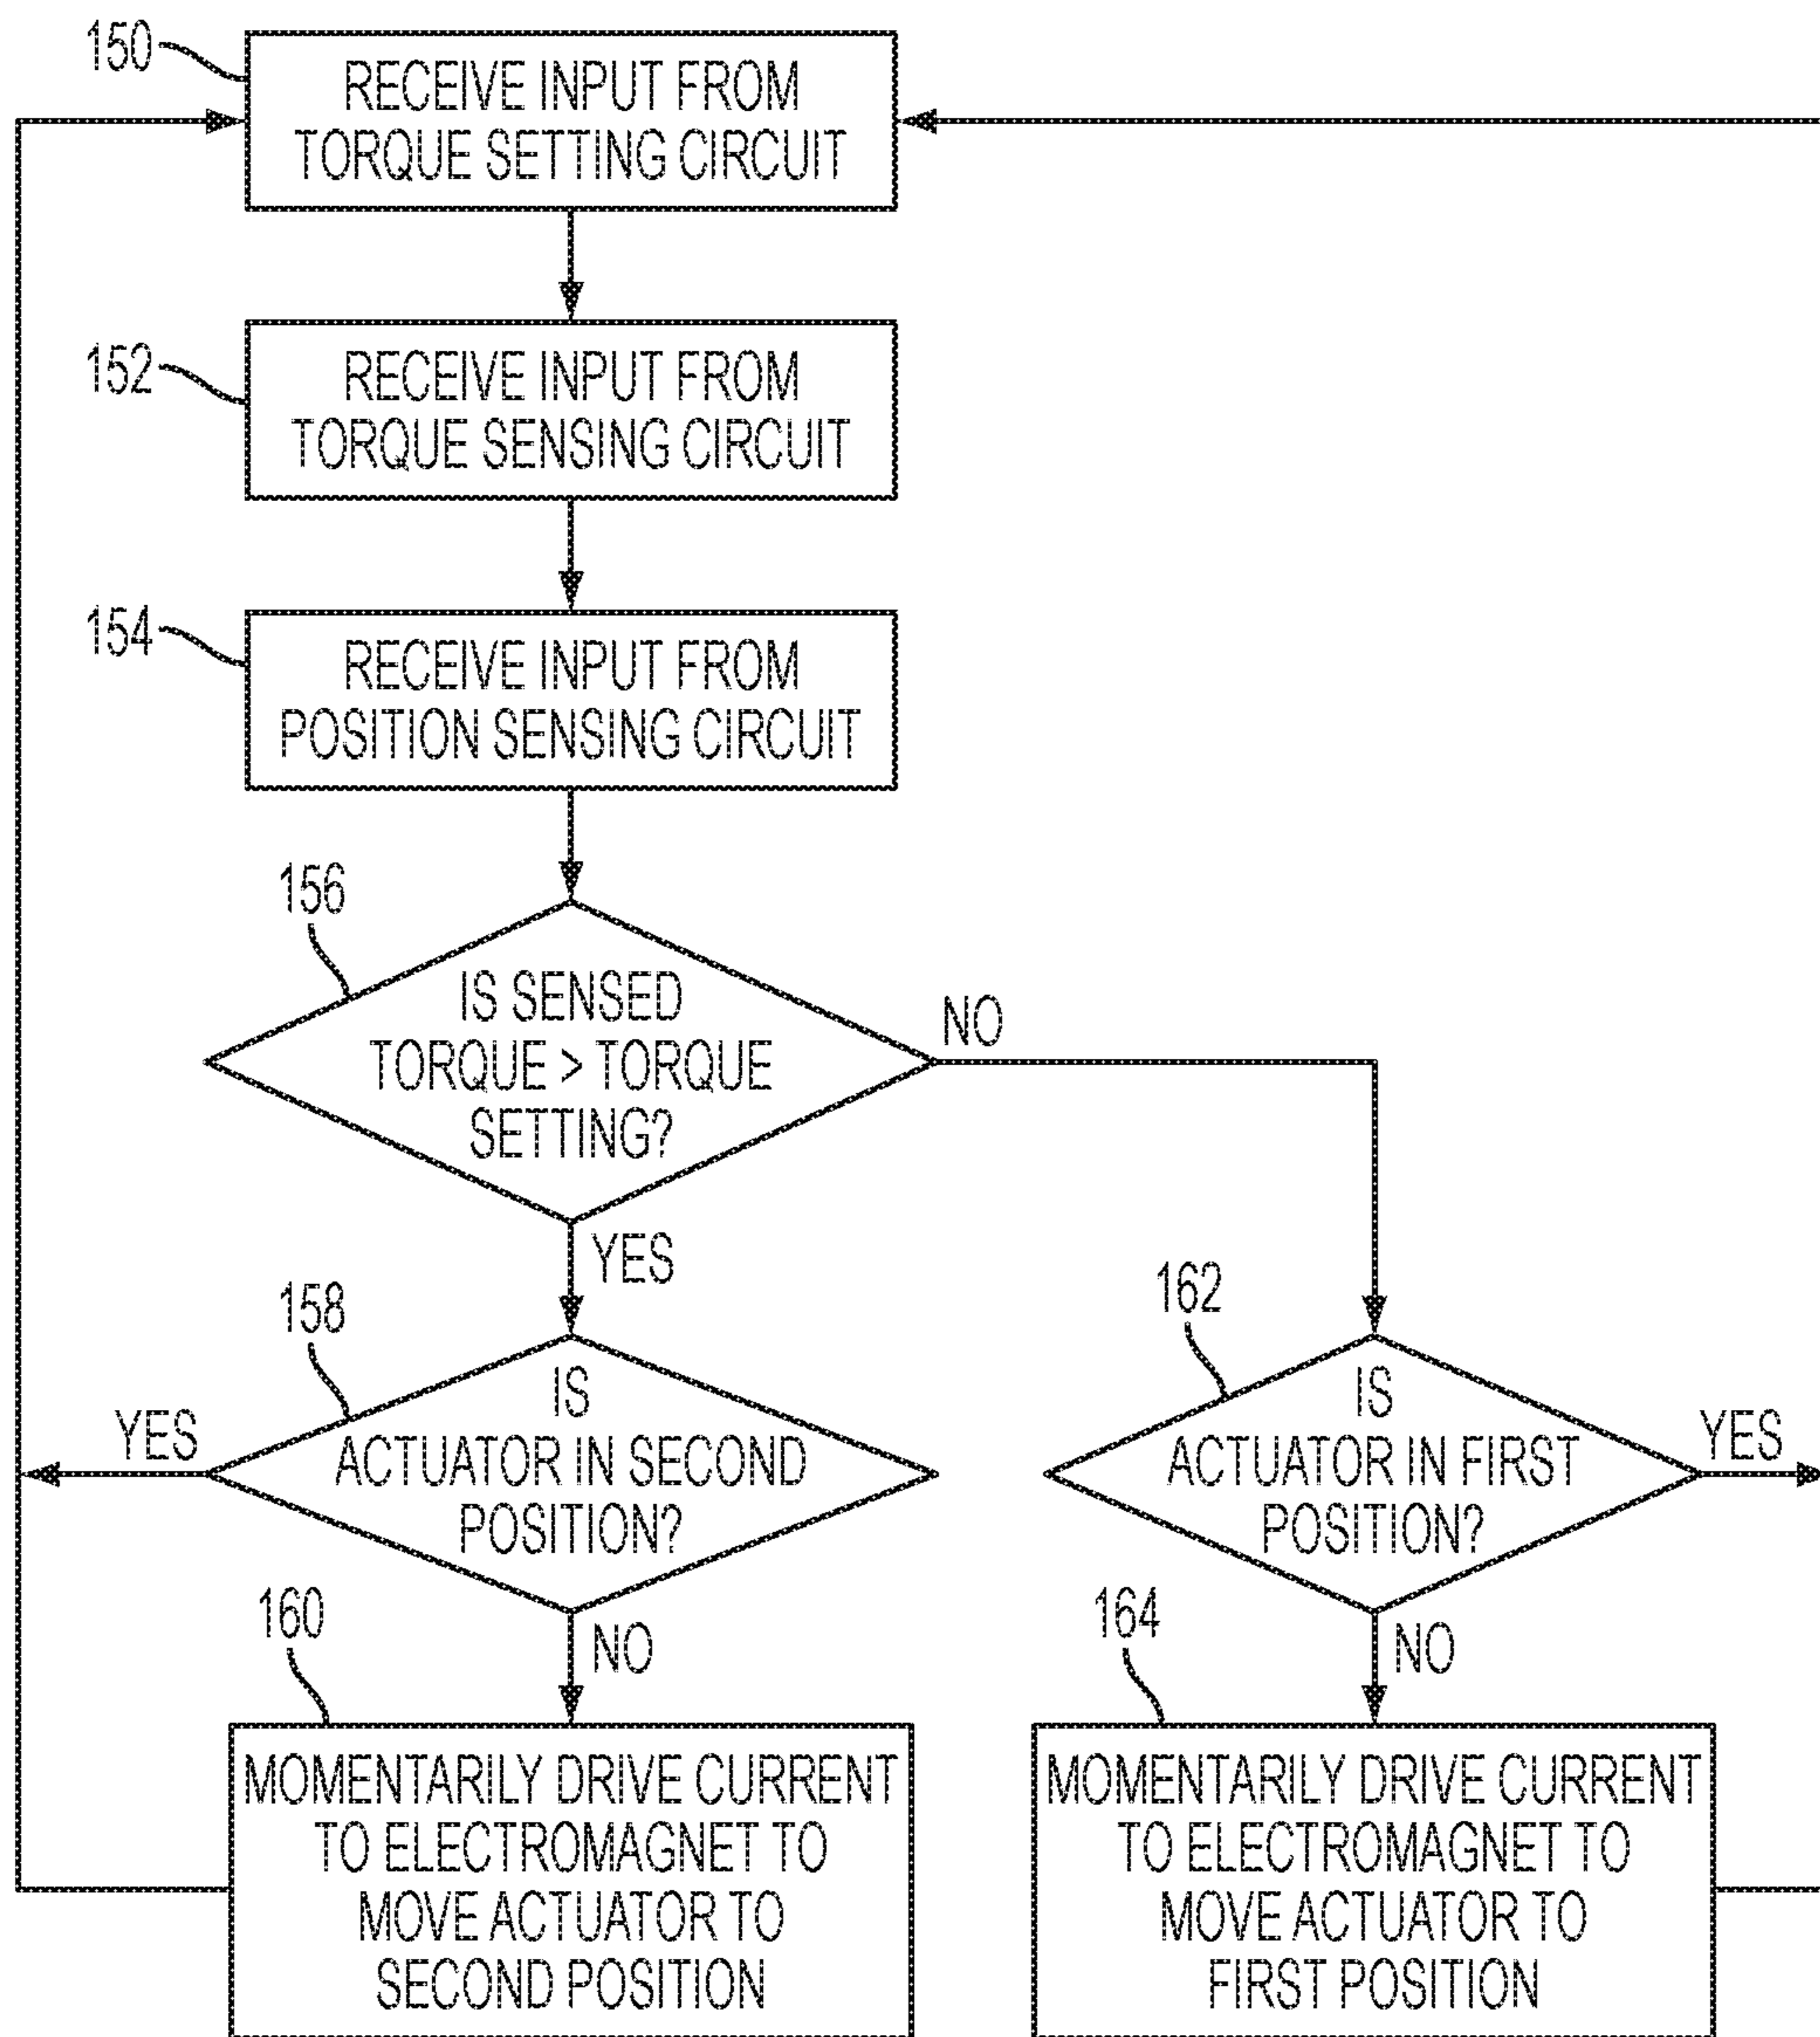 150
RECEIVE INPUT FROM
TORQUE SETTING CIRCUIT
152
RECEIVE INPUT FROM
TORQUE SENSING CIRCUIT
154
RECEIVE INPUT FROM
POSITION SENSING CIRCUIT
156
IS SENSED
TORQUE > TORQUE
SETTING?
NO
YES
158
IS
ACTUATOR IN SECOND
POSITION?
YES
NO
160
MOMENTARILY DRIVE CURRENT
TO ELECTROMAGNET TO
MOVE ACTUATOR TO
SECOND POSITION
162
IS
ACTUATOR IN FIRST
POSITION?
YES
NO
164
MOMENTARILY DRIVE CURRENT
TO ELECTROMAGNET TO
MOVE ACTUATOR TO
FIRST POSITION